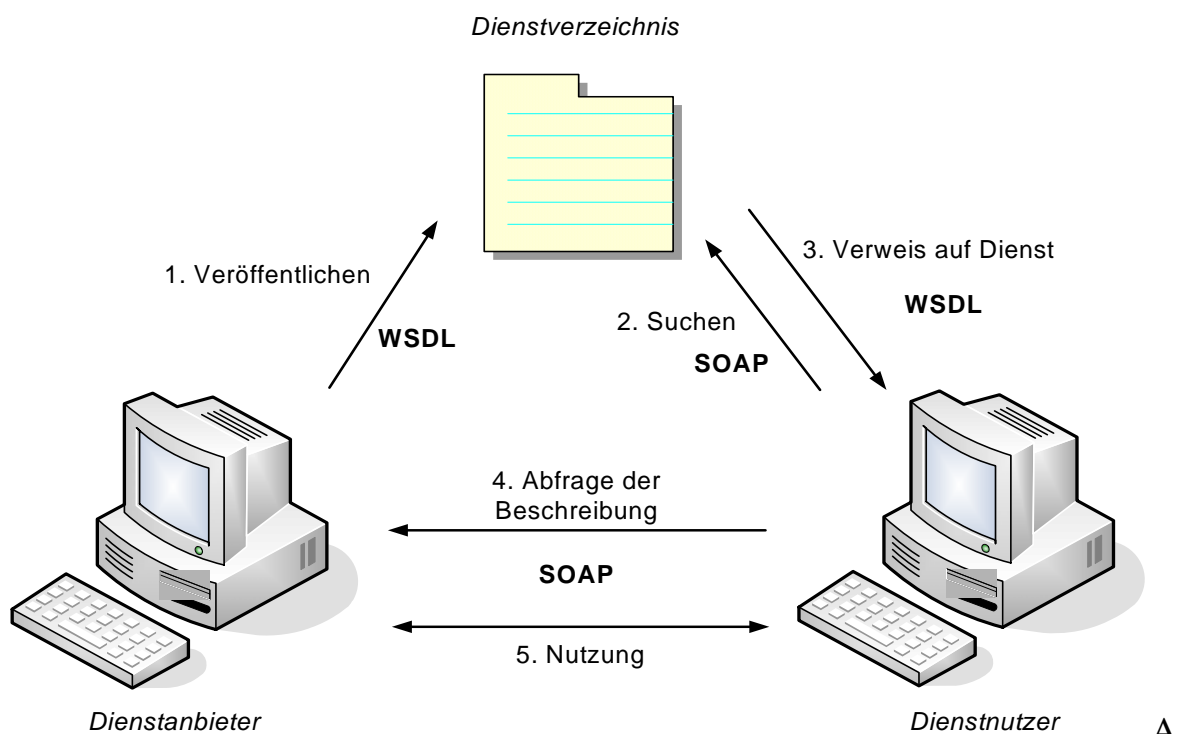 Dienstverzeichnis
1. Veröffentlichen
WSDL
2. Suchen
SOAP
3. Verweis auf Dienst
WSDL
4. Abfrage der
Beschreibung
SOAP
5. Nutzung
Dienstanbieter
Dienstnutzer